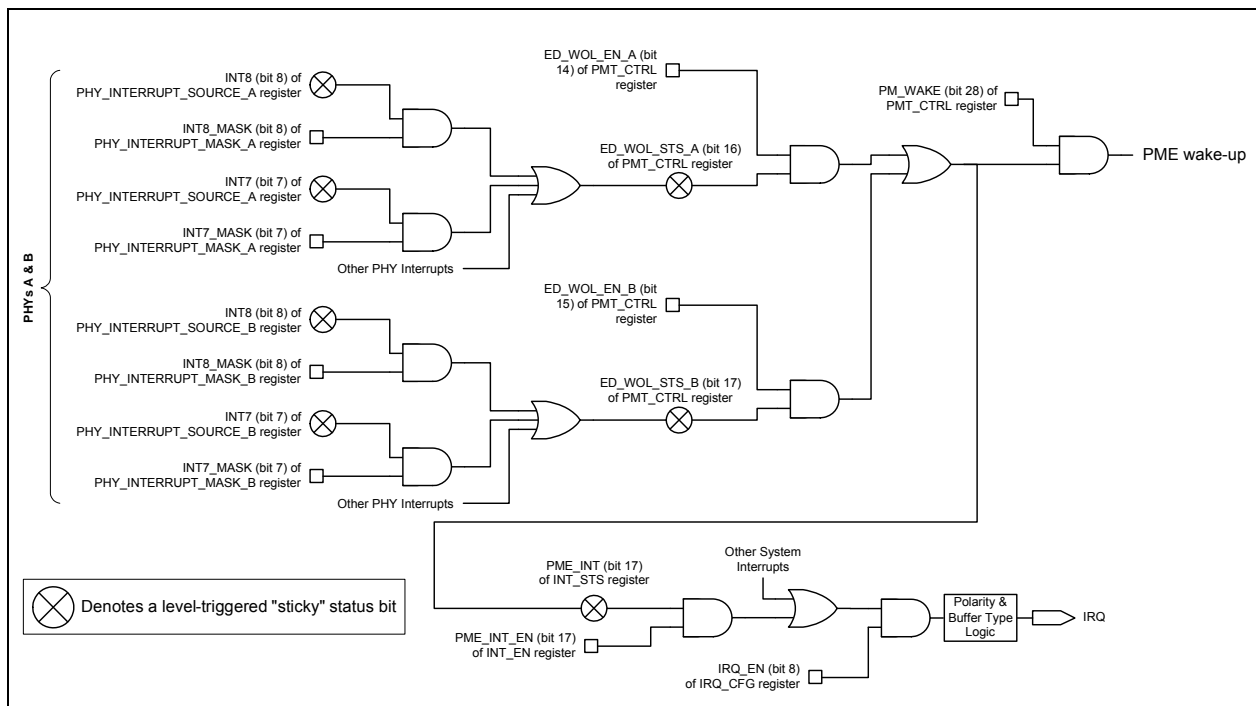 INT8 (bit 8) of
PHY_INTERRUPT_SOURCE_A register
INT8_MASK (bit 8) of
PHY_INTERRUPT_MASK_A register
INT7 (bit 7) of
PHY_INTERRUPT_SOURCE_A register
INT7_MASK (bit 7) of
PHY_INTERRUPT_MASK_A register
Other PHY Interrupts
ED_WOL_EN_A (bit
14) of PMT_CTRL
register
ED_WOL_STS_A (bit 16)
of PMT_CTRL register
PM_WAKE (bit 28) of
PMT_CTRL register
PME wake-up
PHYs A & B
INT8 (bit 8) of
PHY_INTERRUPT_SOURCE_B register
INT8_MASK (bit 8) of
PHY_INTERRUPT_MASK_B register
INT7 (bit 7) of
PHY_INTERRUPT_SOURCE_B register
INT7_MASK (bit 7) of
PHY_INTERRUPT_MASK_B register
Other PHY Interrupts
ED_WOL_EN_B (bit
15) of PMT_CTRL
register
ED_WOL_STS_B (bit 17)
of PMT_CTRL register
Denotes a level-triggered "sticky" status bit
PME_INT (bit 17)
of INT_STS register
PME_INT_EN (bit 17)
of INT_EN register
Other System
Interrupts
IRQ_EN (bit 8)
of IRQ_CFG register
Polarity &
Buffer Type
Logic
IRQ